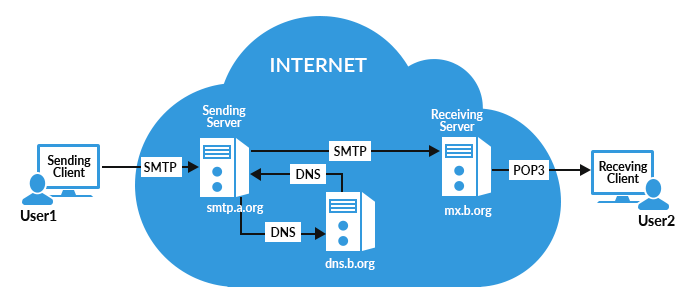 INTERNET
Sending
Server
Receiving
Server
SMTP
Sending
Client
SMTP
DNS
POP3
Receving
Client
User1
smtp.a.org
mx.b.org
User2
DNS
dns.b.org